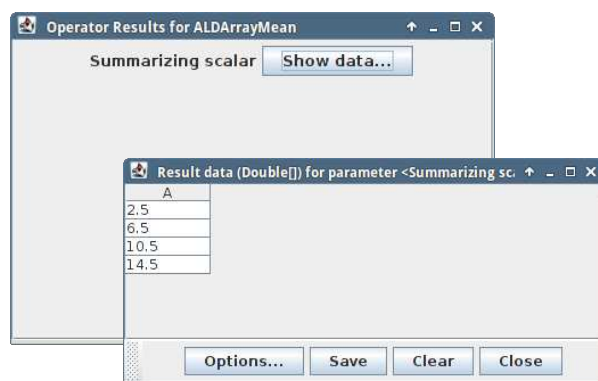 Operator Results for ALDArrayMean
Summarizing scalar Show data...
Result data (Double[]) for parameter <Summarizing sc
A
2.5
6.5
10.5
14.5
Options... Save Clear Close